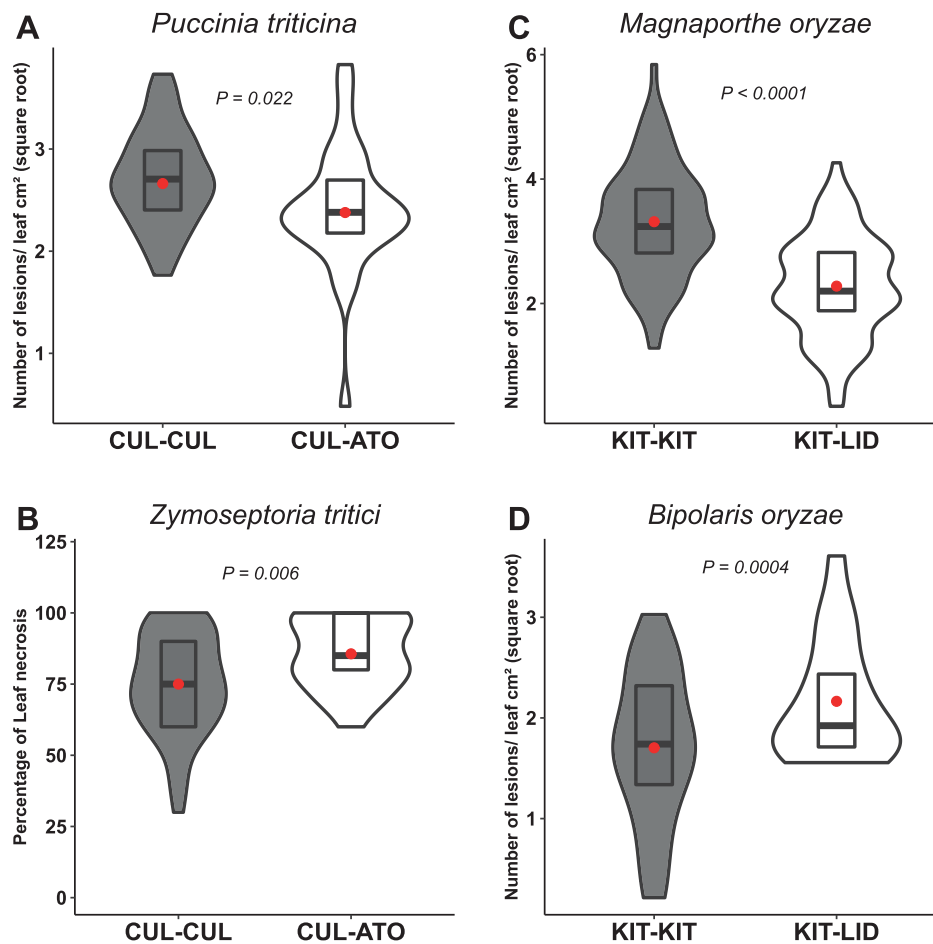 A
Puccinia triticina
Number of lesions/ leaf cm² (square root)
P = 0.022
3
2
1
CUL-CUL
CUL-ATO
C
Magnaporthe oryzae
Number of lesions/ leaf cm² (square root)
P < 0.0001
6
4
2
KIT-KIT
KIT-LID
B
Zymoseptoria tritici
Percentage of Leaf necrosis
P = 0.006
125
100
75
50
25
0
CUL-CUL
CUL-ATO
D
Bipolaris oryzae
Number of lesions/ leaf cm² (square root)
P = 0.0004
3
2
1
KIT-KIT
KIT-LID